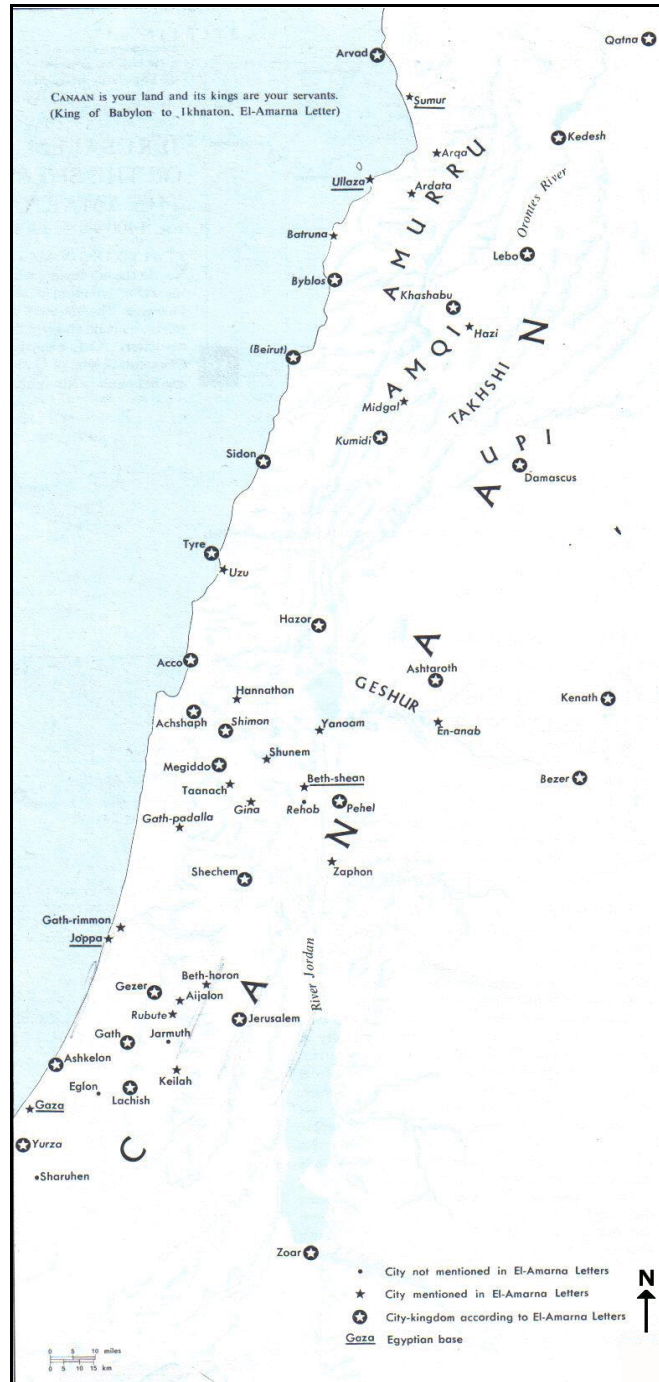 Qatna
Arvad
CANAAN is your land and its kings are your servants.
(King of Babylon to Ikhnaton, El-Amarna Letter)
Sumur
Kedesh
Arqa
Ullaza
Ardata
AMURRU
Orontes River
Batruna
Lebo
Byblos
Khashabu
Hazi
(Beirut)
AMQI
TAKHSHI
Midgal
Kumidi
AUPI
Sidon
Damascus
Tyre
Uzu
Hazor
Acco
Ashtaroth
GESHUR
Hannathon
Kenath
Achshaph
Shimon
Yanoam
En-anab
Shunem
Megiddo
Beth-shean
Bezer
Taanach
Gina
Rehob
Pehel
Gath-padalla
Zaphon
Shechem
Gath-rimmon
Joppa
River Jordan
Beth-horon
Gezer
Aijalon
Rubute
Jerusalem
Gath
Jarmuth
Ashkelon
Keilah
Eglon
Lachish
Gaza
CANAAN
Yurza
Sharuhen
Zoar
City not mentioned in El-Amarna Letters
City mentioned in El-Amarna Letters
City-kingdom according to El-Amarna Letters
Gaza Egyptian base
N
0 5 10 miles
0 5 10 15 km